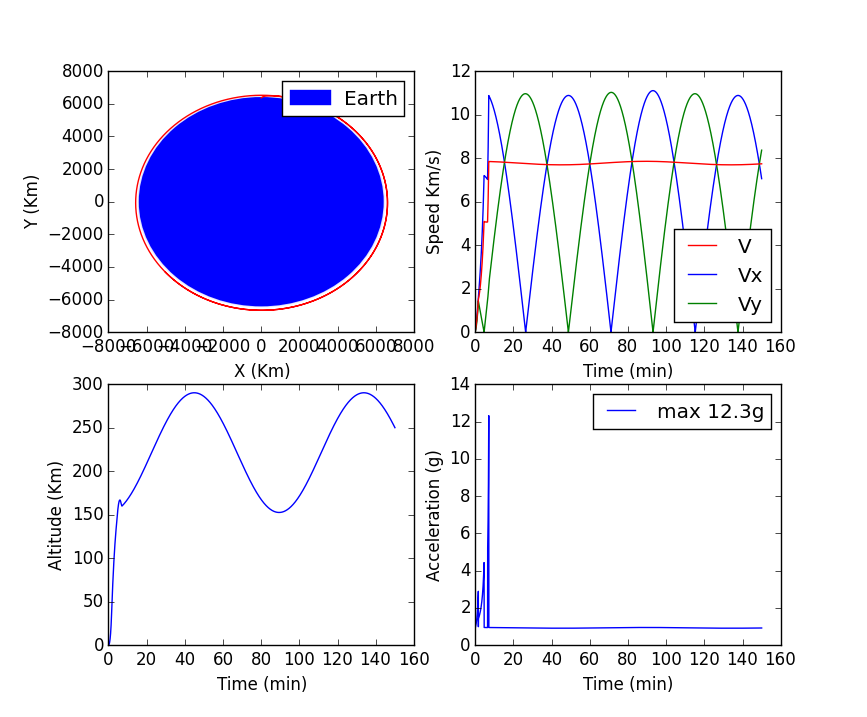 8000
6000
4000
2000
0
−2000
−4000
−6000
−8000
Y (Km)
Earth
−8000 −6000 −4000 −2000 0 2000 4000 6000 8000
X (Km)
12
10
8
6
4
2
0
Speed Km/s)
V
Vx
Vy
0 20 40 60 80 100 120 140 160
Time (min)
300
250
200
150
100
50
0
Altitude (Km)
0 20 40 60 80 100 120 140 160
Time (min)
14
12
10
8
6
4
2
0
Acceleration (g)
max 12.3g
0 20 40 60 80 100 120 140 160
Time (min)